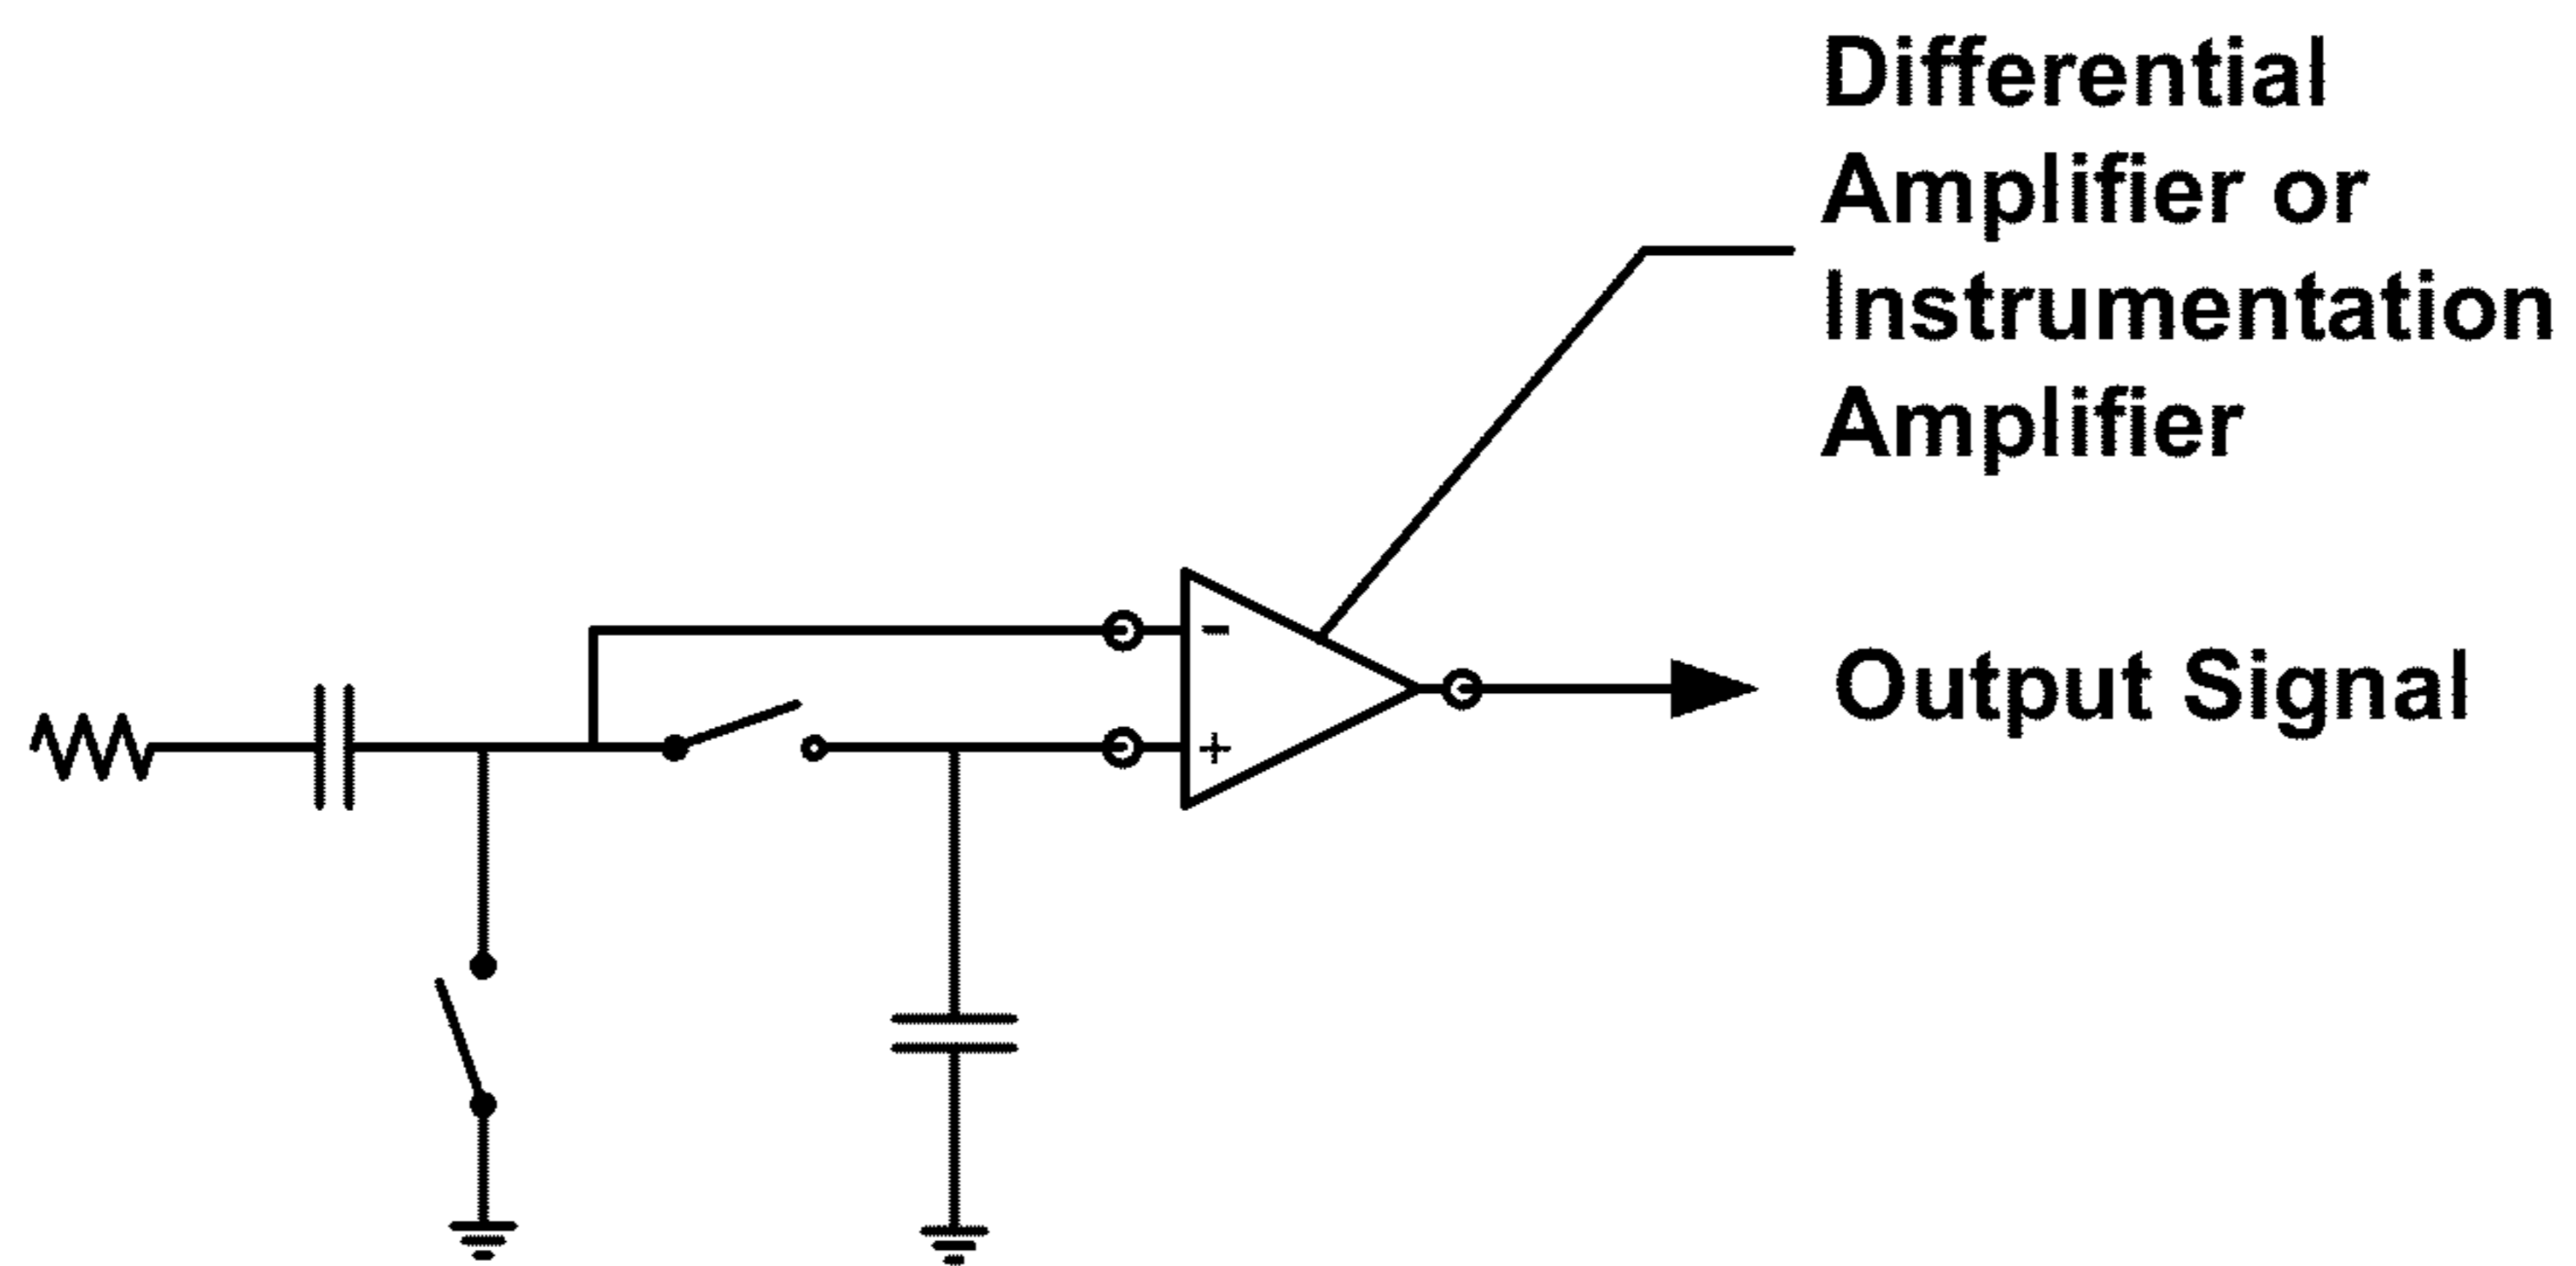 Differential
Amplifier or
Instrumentation
Amplifier
-
+
Output Signal